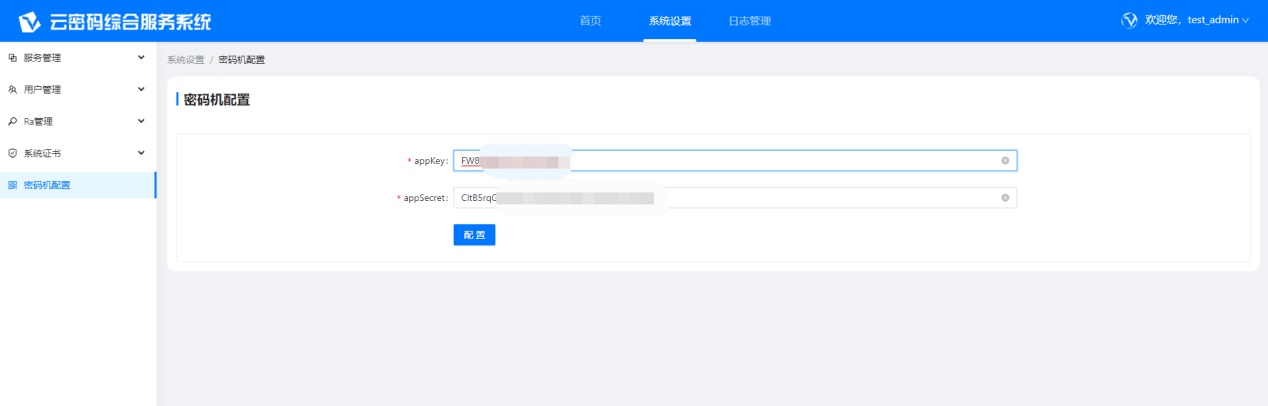 云密码综合服务系统
首页 系统设置 日志管理
欢迎您，test_admin
服务管理
用户管理
Ra管理
系统证书
密码机配置
系统设置 / 密码机配置
密码机配置
* appKey: FW8
* appSecret: CltB5rqG
配 置